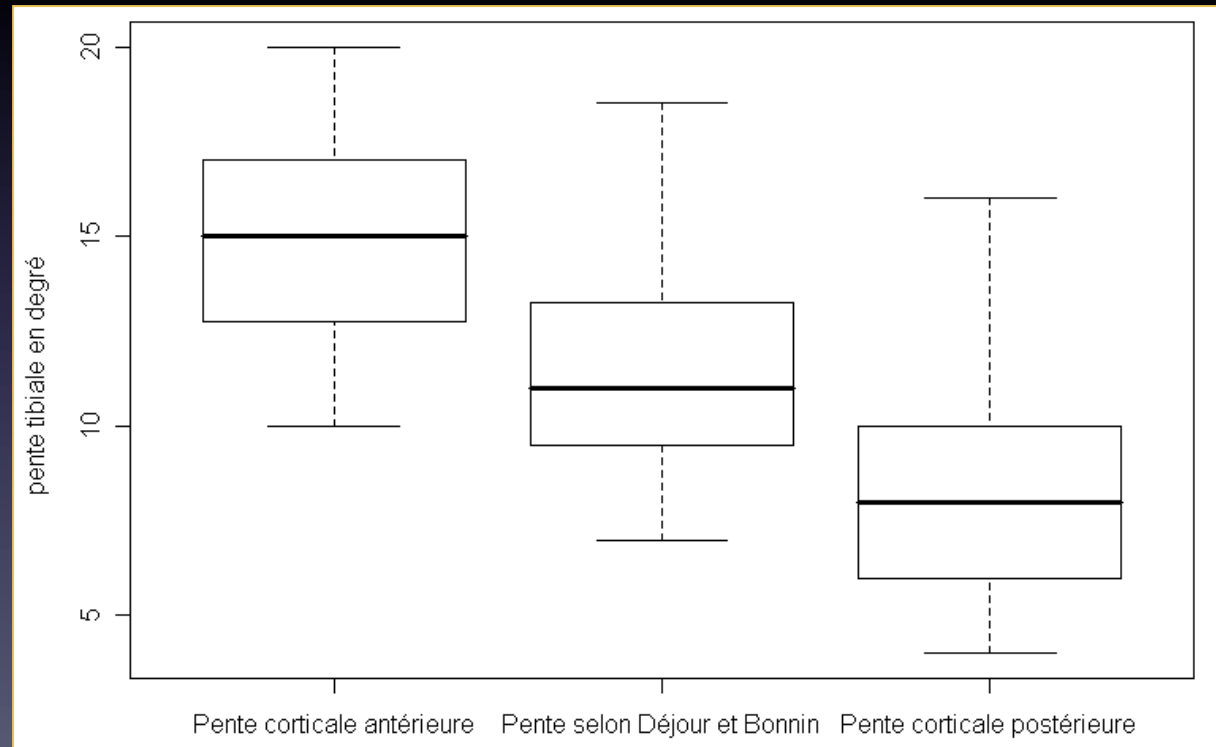 pente tibiale en degré
20
15
10
5
Pente corticale antérieure
Pente selon Déjour et Bonnin
Pente corticale postérieure